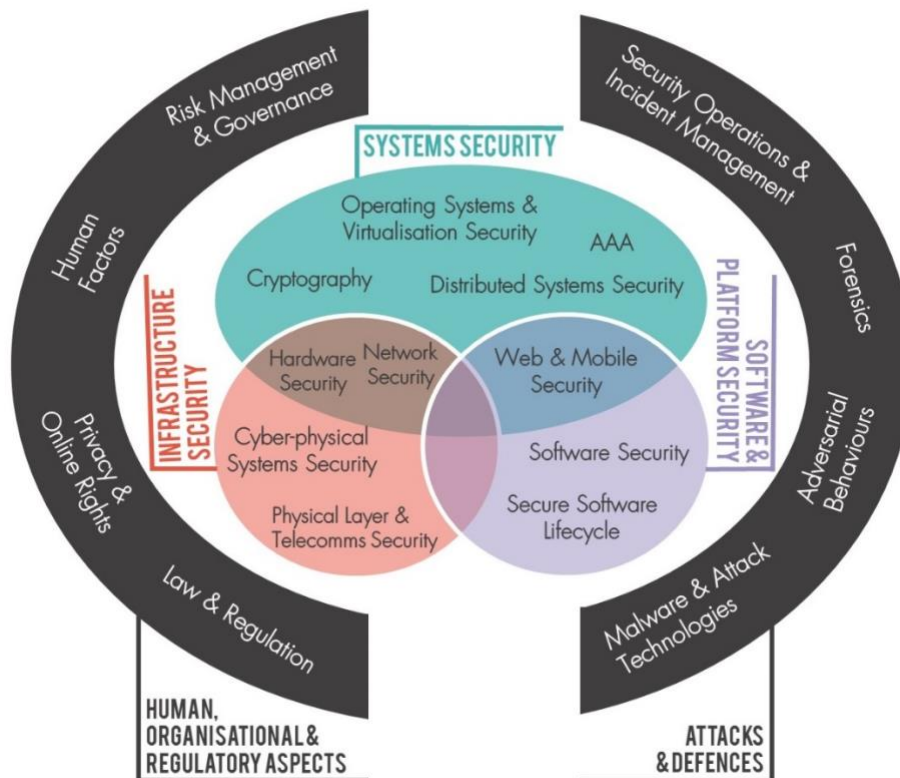 Risk Management
& Governance
Human
Factors
Privacy &
Online Rights
Law & Regulation
HUMAN,
ORGANISATIONAL &
REGULATORY ASPECTS
SYSTEMS SECURITY
Operating Systems &
Virtualisation Security
AAA
Cryptography
Distributed Systems Security
INFRASTRUCTURE
SECURITY
Hardware
Security
Network
Security
Cyber-physical
Systems Security
Physical Layer &
Telecomms Security
Web & Mobile
Security
Software Security
Secure Software
Lifecycle
SOFTWARE &
PLATFORM SECURITY
Security Operations &
Incident Management
Forensics
Adversarial
Behaviours
Malware & Attack
Technologies
ATTACKS
& DEFENCES